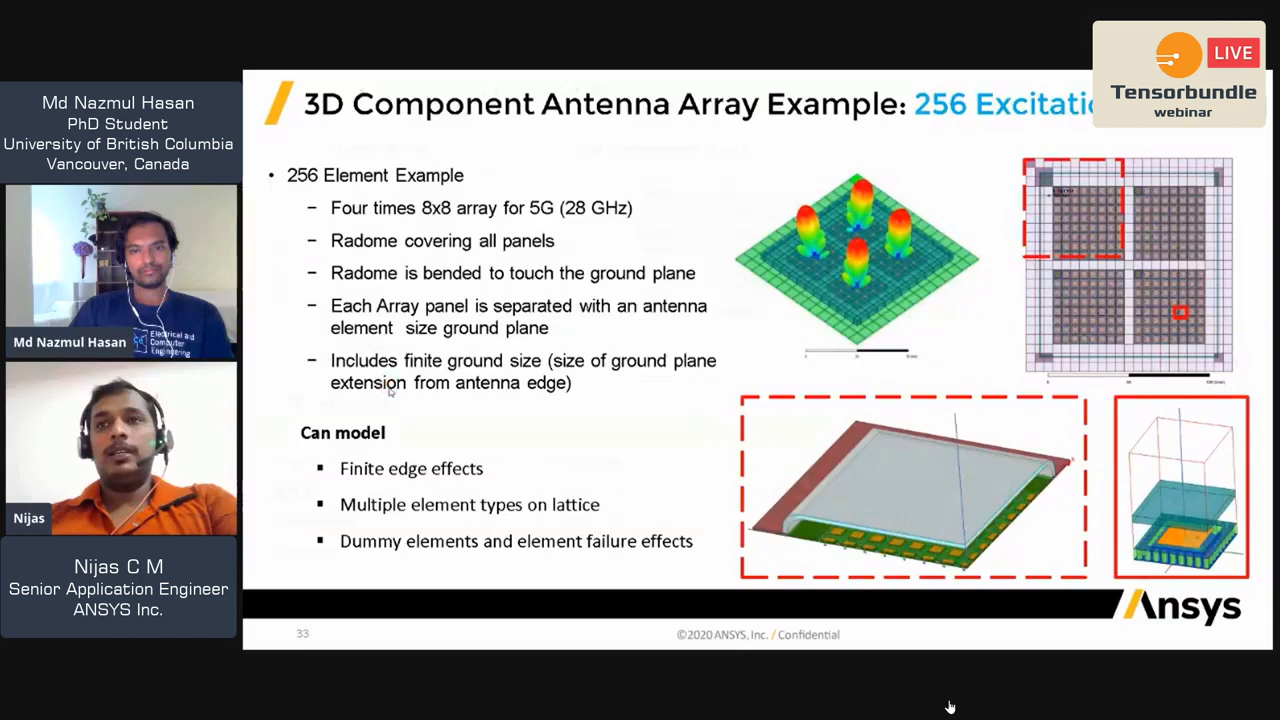 LIVE
Tensorbundle
webinar
Md Nazmul Hasan
PhD Student
University of British Columbia
Vancouver, Canada
Electrical and
Computer
Engineering
Md Nazmul Hasan
Nijas
Nijas C M
Senior Application Engineer
ANSYS Inc.
3D Component Antenna Array Example: 256 Excitatio
• 256 Element Example
– Four times 8x8 array for 5G (28 GHz)
– Radome covering all panels
– Radome is bended to touch the ground plane
– Each Array panel is separated with an antenna
element size ground plane
– Includes finite ground size (size of ground plane
extension from antenna edge)
Can model
▪ Finite edge effects
▪ Multiple element types on lattice
▪ Dummy elements and element failure effects
Ansys
33
©2020 ANSYS, Inc. / Confidential